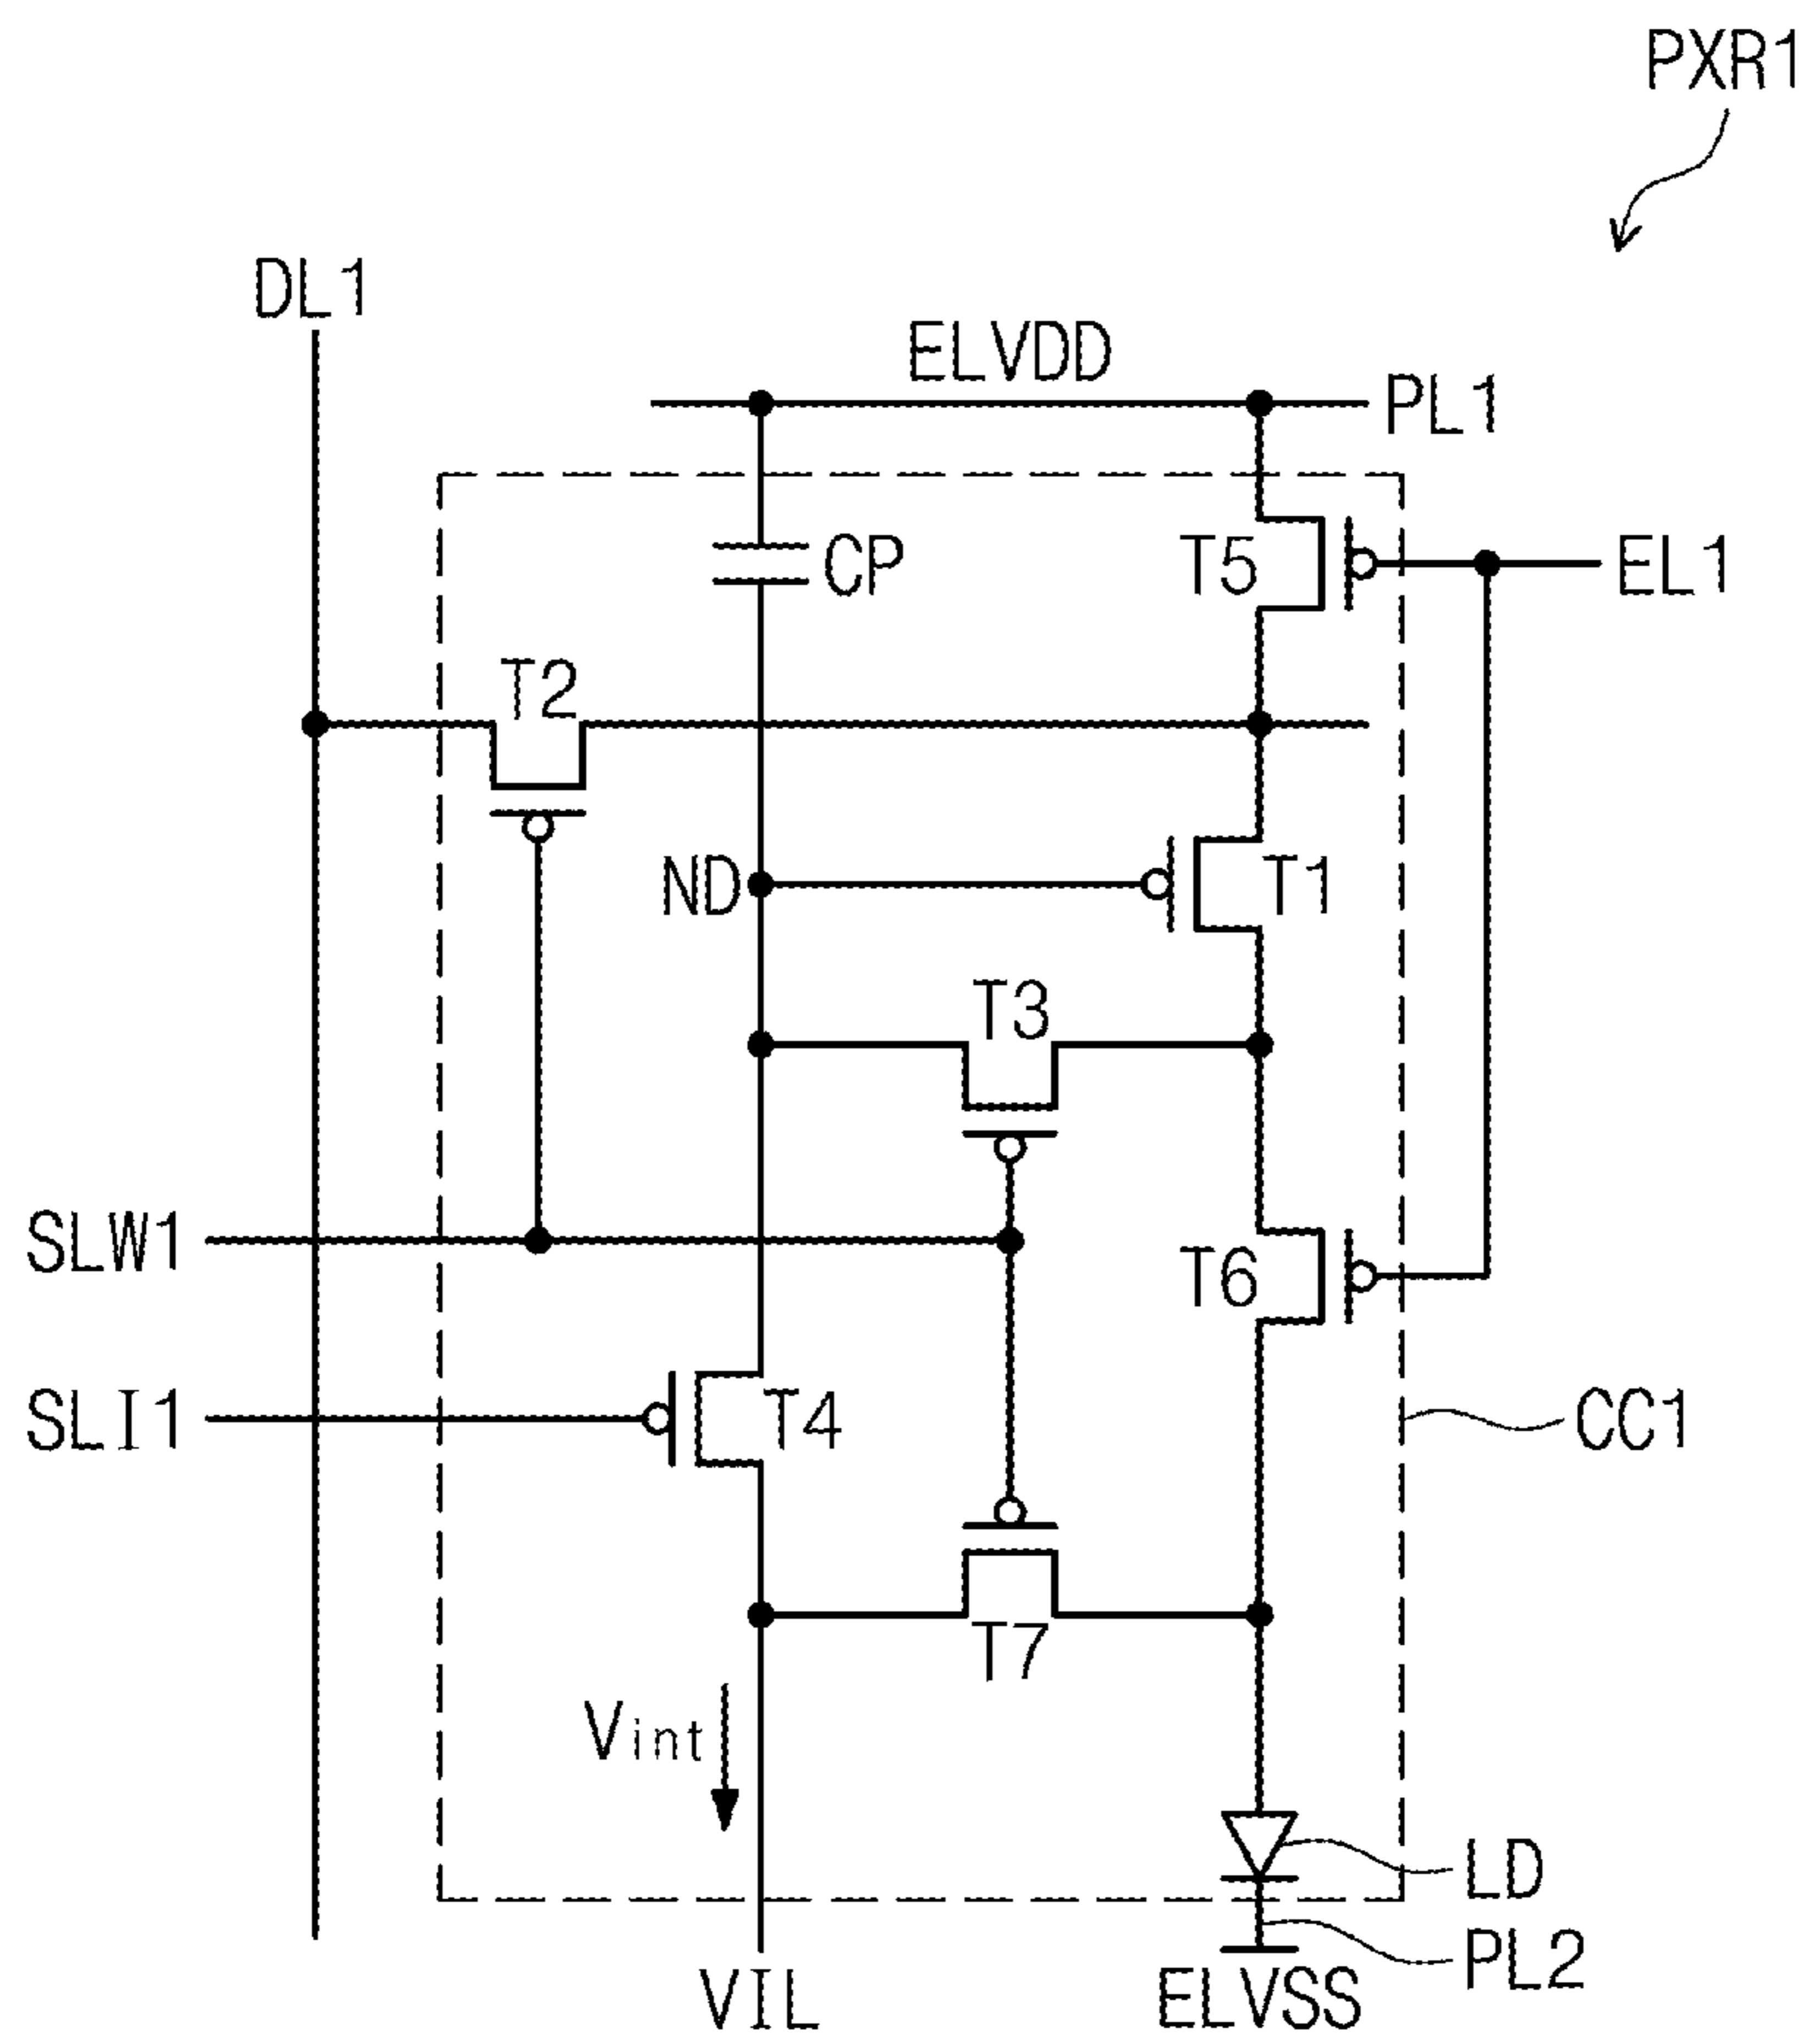 PXR1
DL1
ELVDD
PL1
CP
T5
EL1
T2
ND
T1
T3
SLW1
T6
SLI1
T4
CC1
T7
Vint
LD
PL2
VIL
ELVSS